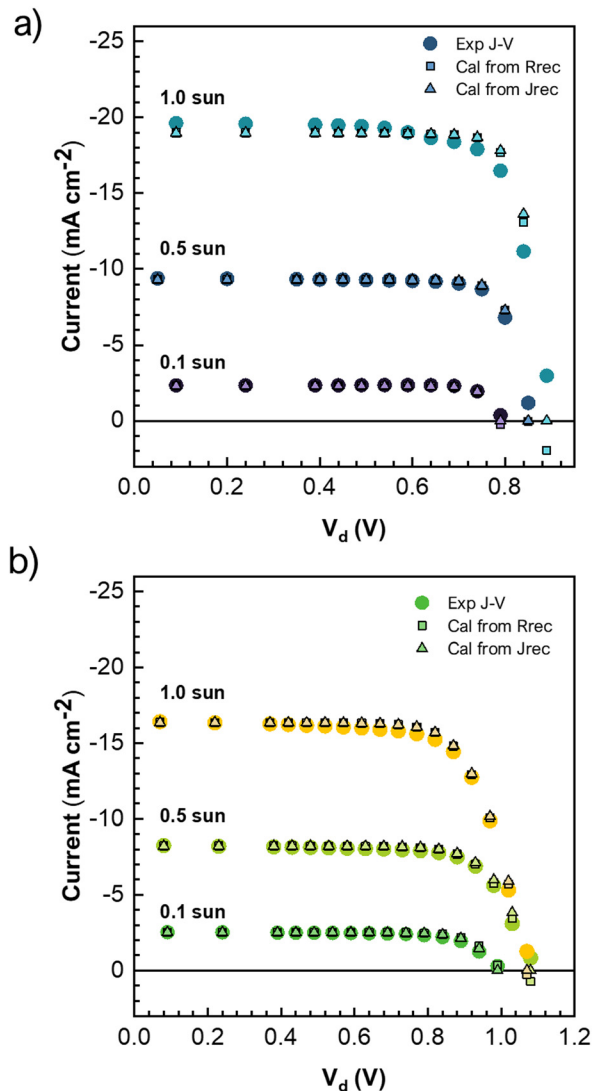 a)
Current (mA cm⁻²)
-25
-20
-15
-10
-5
0
1.0 sun
0.5 sun
0.1 sun
Exp J-V
Cal from Rrec
Cal from Jrec
0.0 0.2 0.4 0.6 0.8
V_d (V)
b)
Current (mA cm⁻²)
-25
-20
-15
-10
-5
0
1.0 sun
0.5 sun
0.1 sun
Exp J-V
Cal from Rrec
Cal from Jrec
0.0 0.2 0.4 0.6 0.8 1.0 1.2
V_d (V)